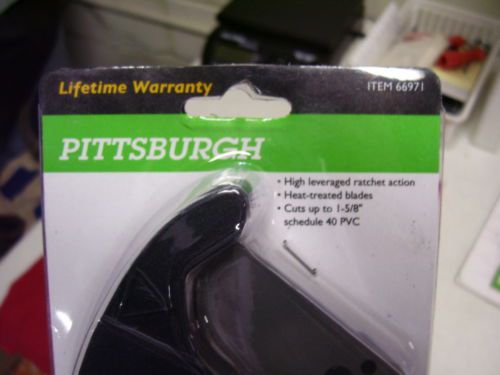 Lifetime Warranty
ITEM 66971
PITTSBURGH
• High leveraged ratchet action
• Heat-treated blades
• Cuts up to 1-5/8"
schedule 40 PVC